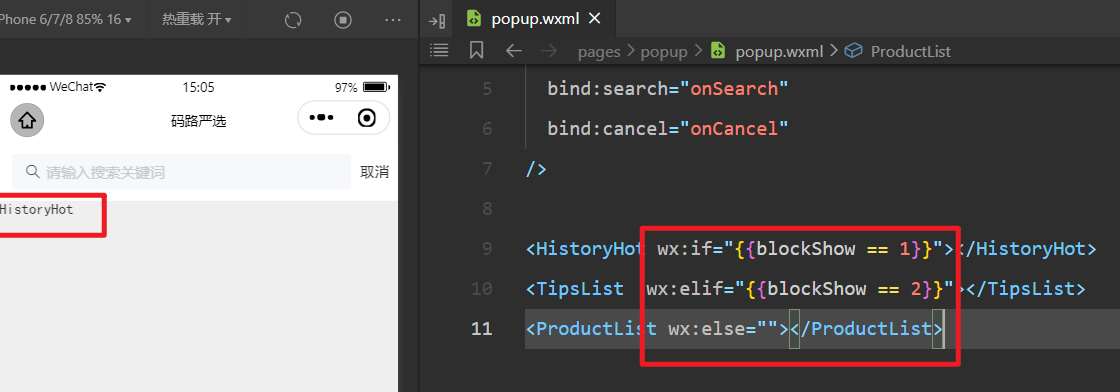 Phone 6/7/8 85% 16
热重载 开
popup.wxml
pages > popup > popup.wxml > ProductList
WeChat
15:05
97%
码路严选
请输入搜索关键词
取消
HistoryHot
5 bind:search="onSearch"
6 bind:cancel="onCancel"
7 />
8
9 <HistoryHot wx:if="{{blockShow == 1}}"></HistoryHot>
10 <TipsList wx:elif="{{blockShow == 2}}"></TipsList>
11 <ProductList wx:else=""></ProductList>